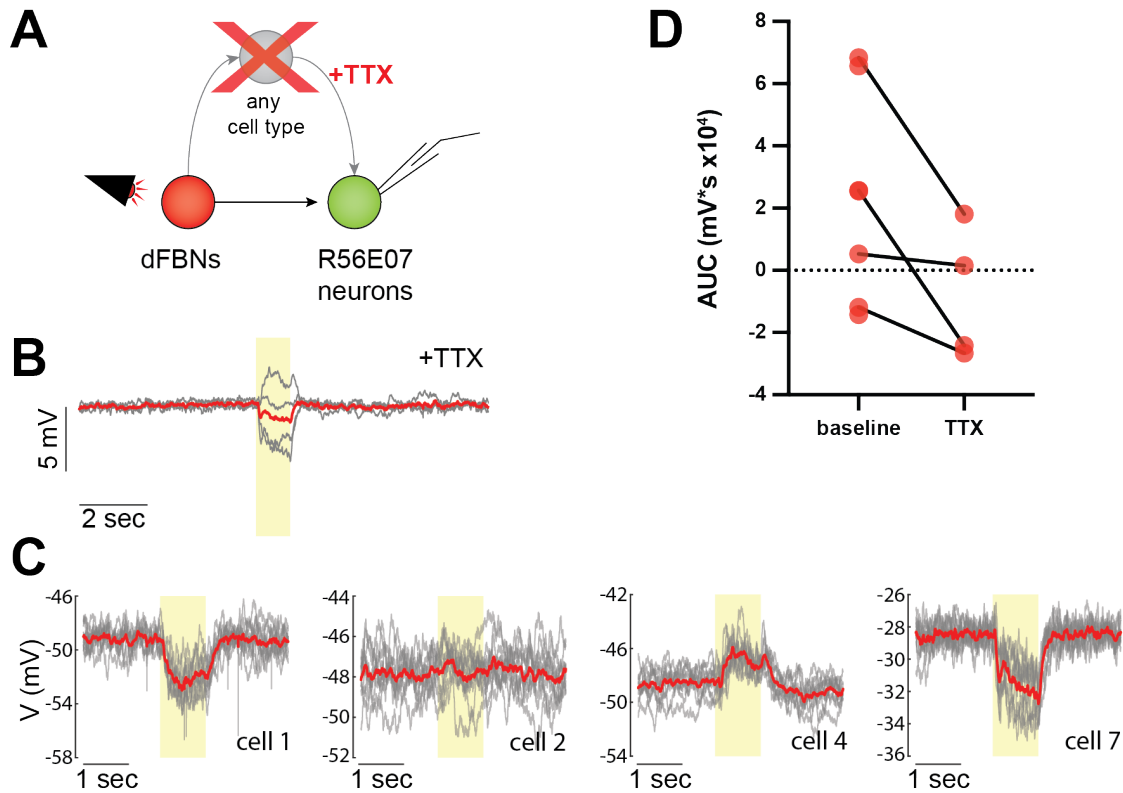 A
+TTX
any
cell type
dFBNs
R56E07
neurons
B
+TTX
5 mV
2 sec
C
V (mV)
-46
-50
-54
-58
cell 1
1 sec
-44
-46
-48
-50
-52
cell 2
1 sec
-42
-46
-50
-54
cell 4
1 sec
-26
-28
-30
-32
-34
-36
cell 7
1 sec
D
AUC (mV*s x10⁴)
8
6
4
2
0
-2
-4
baseline
TTX